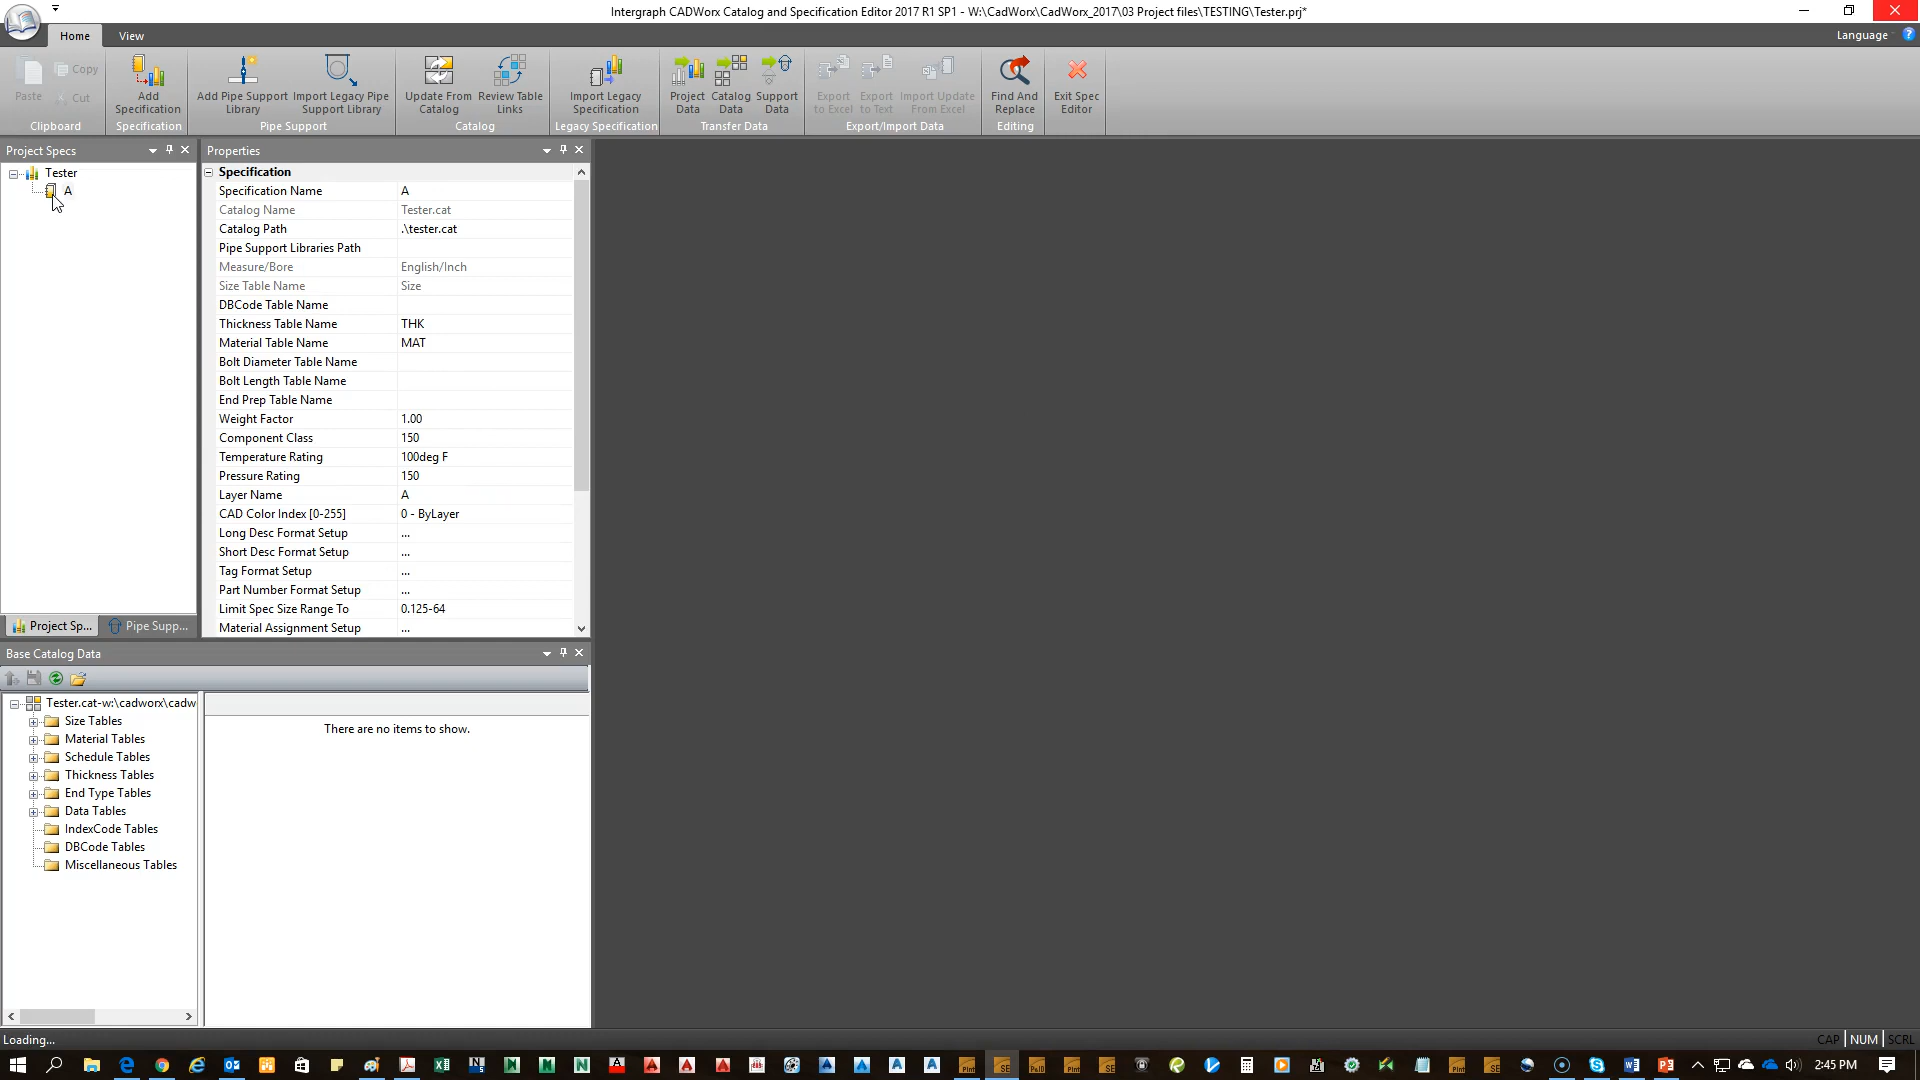 Intergraph CADWorx Catalog and Specification Editor 2017 R1 SP1 - W:\CadWorx\CadWorx_2017\03 Project files\TESTING\Tester.prj*
Home View Language
Paste Copy Cut
Clipboard
Add Specification
Specification
Add Pipe Support Library
Import Legacy Pipe Support Library
Pipe Support
Update From Catalog
Review Table Links
Catalog
Import Legacy Specification
Legacy Specification
Project Data
Catalog Data
Support Data
Transfer Data
Export to Excel
Export to Text
Import Update From Excel
Export/Import Data
Find And Replace
Editing
Exit Spec Editor
Project Specs
Tester
A
Project Sp...
Pipe Supp...
Properties
Specification
Specification Name A
Catalog Name Tester.cat
Catalog Path .\tester.cat
Pipe Support Libraries Path
Measure/Bore English/Inch
Size Table Name Size
DBCode Table Name
Thickness Table Name THK
Material Table Name MAT
Bolt Diameter Table Name
Bolt Length Table Name
End Prep Table Name
Weight Factor 1.00
Component Class 150
Temperature Rating 100deg F
Pressure Rating 150
Layer Name A
CAD Color Index [0-255] 0 - ByLayer
Long Desc Format Setup ...
Short Desc Format Setup ...
Tag Format Setup ...
Part Number Format Setup ...
Limit Spec Size Range To 0.125-64
Material Assignment Setup ...
Base Catalog Data
Tester.cat-w:\cadworx\cadw
Size Tables
Material Tables
Schedule Tables
Thickness Tables
End Type Tables
Data Tables
IndexCode Tables
DBCode Tables
Miscellaneous Tables
There are no items to show.
Loading...
CAP NUM SCRL
2:45 PM